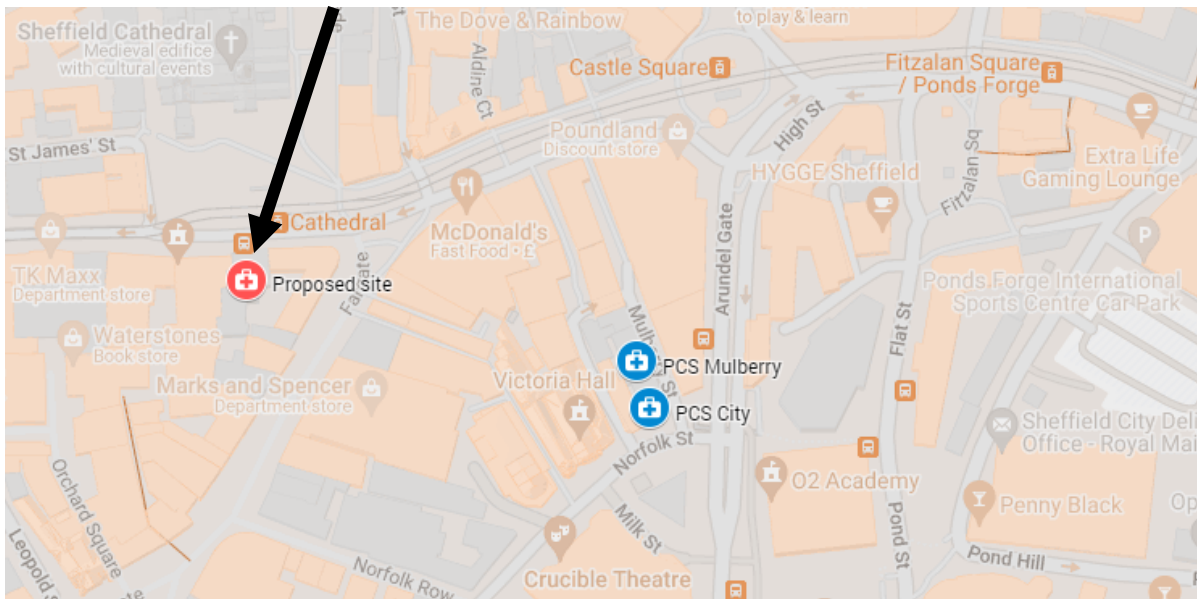 The Dove & Rainbow
to play & learn
Sheffield Cathedral
Medieval edifice
with cultural events
Aldine Ct
Castle Square
Fitzalan Square
/ Ponds Forge
High St
Poundland
Discount store
St James' St
HYGGE Sheffield
Extra Life
Gaming Lounge
Fitzalan Sq
Cathedral
McDonald's
Fast Food • £
Arundel Gate
TK Maxx
Department store
Proposed site
Ponds Forge International
Sports Centre Car Park
P
Waterstones
Book store
Flat St
PCS Mulberry
Marks and Spencer
Department store
Victoria Hall
PCS City
Sheffield City Deli
Office - Royal Mai
Norfolk St
O2 Academy
Orchard Square
Penny Black
Op
Milk St
Pond St
Leopold S
Pond Hill
Norfolk Row
Crucible Theatre